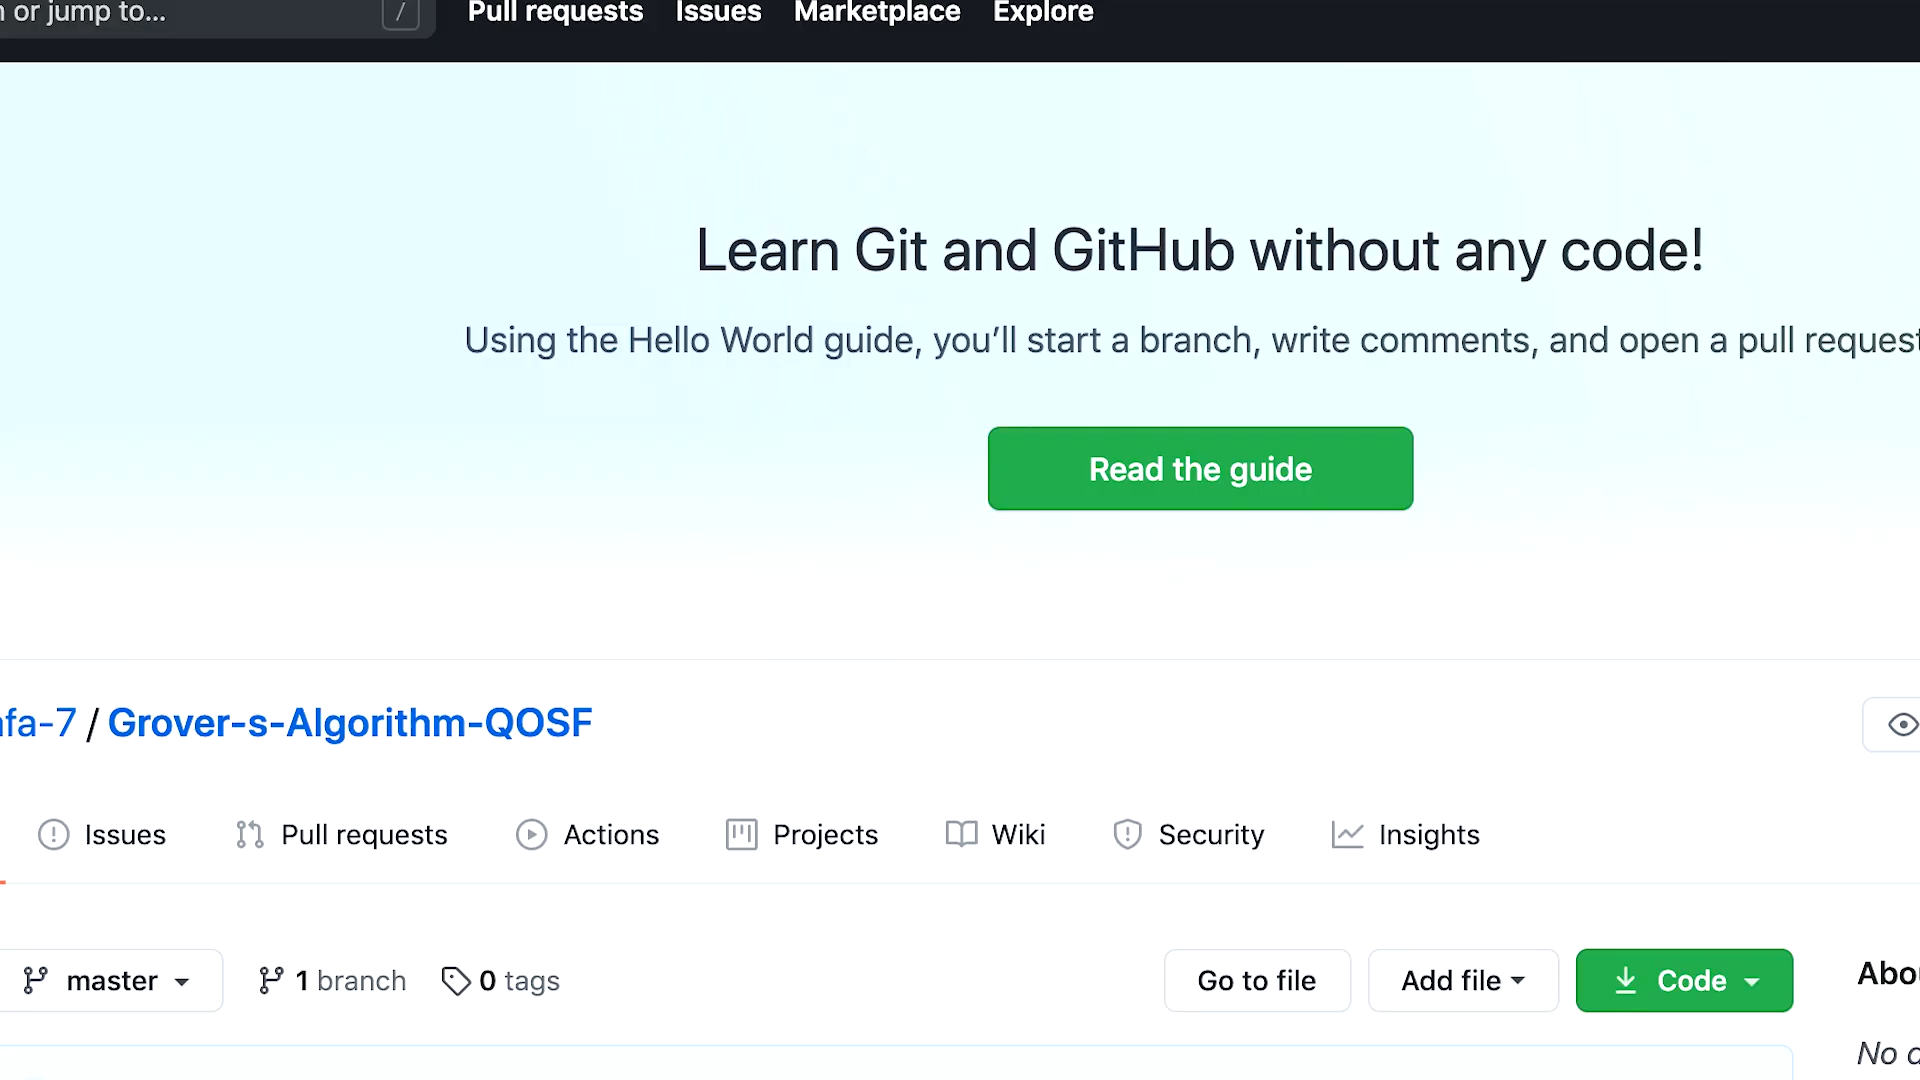 or jump to... / Pull requests Issues Marketplace Explore
Learn Git and GitHub without any code!
Using the Hello World guide, you’ll start a branch, write comments, and open a pull request
Read the guide
afa-7 / Grover-s-Algorithm-QOSF
Issues Pull requests Actions Projects Wiki Security Insights
master 1 branch 0 tags Go to file Add file Code
No